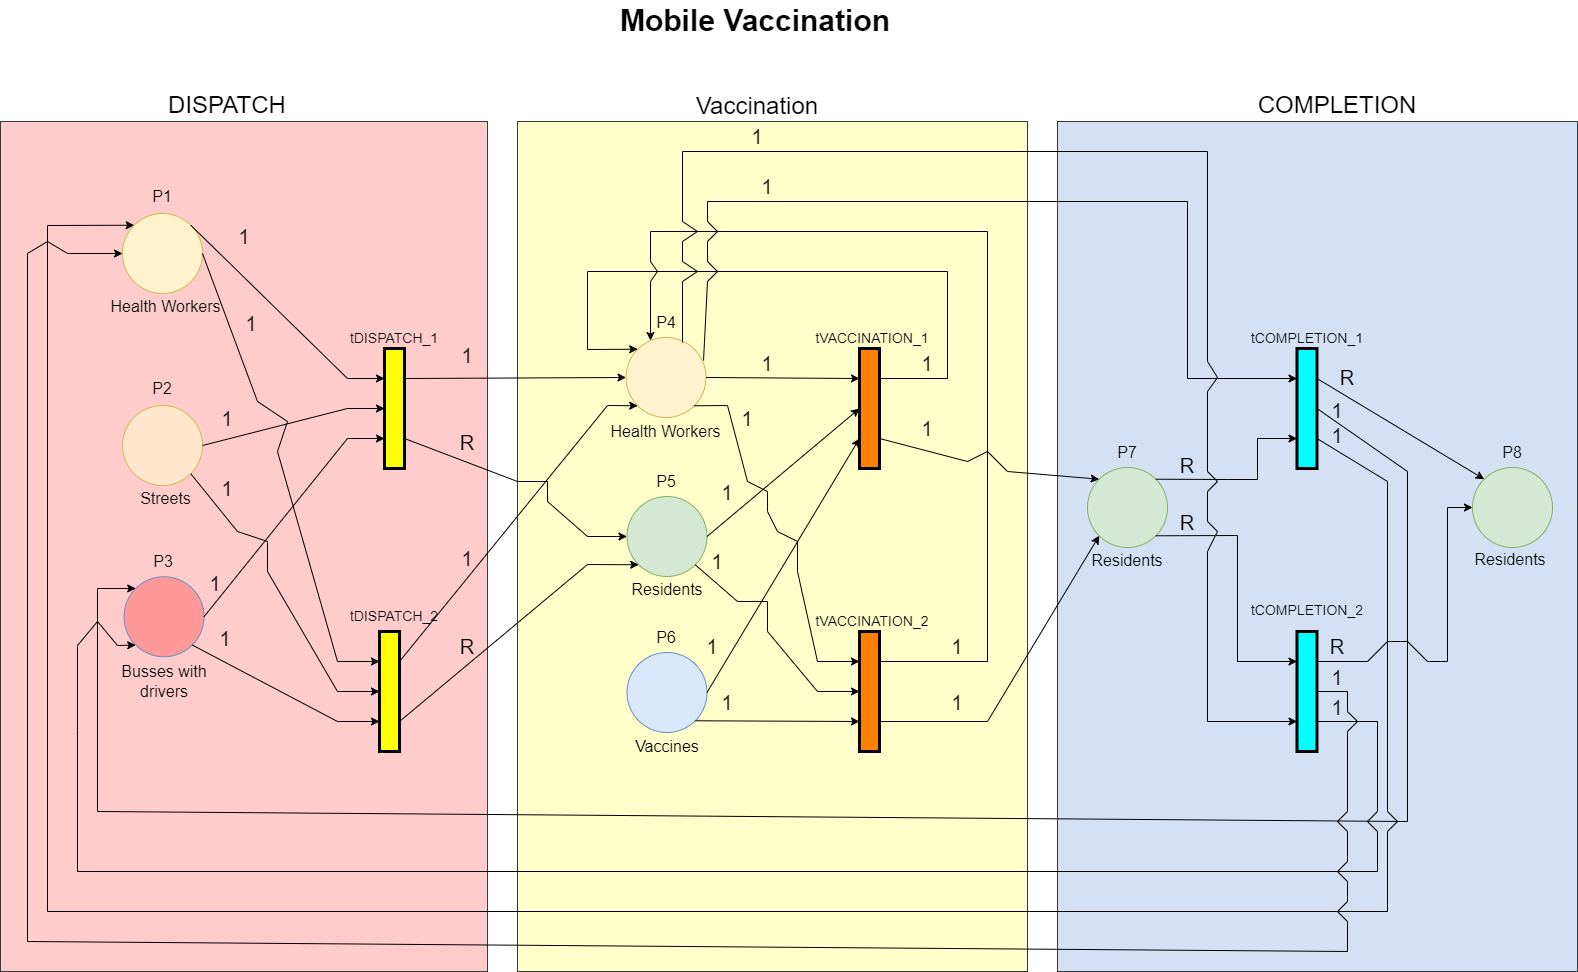 Mobile Vaccination
DISPATCH
P1
1
Health Workers
1
tDISPATCH_1
1
P2
1
R
Streets
1
P3
1
1
Busses with
drivers
tDISPATCH_2
1
R
Vaccination
1
1
P4
Health Workers
1
1
tVACCINATION_1
1
1
P5
Residents
1
1
P6
Vaccines
1
1
tVACCINATION_2
1
1
COMPLETION
tCOMPLETION_1
R
1
1
P7
R
R
Residents
P8
Residents
tCOMPLETION_2
R
1
1